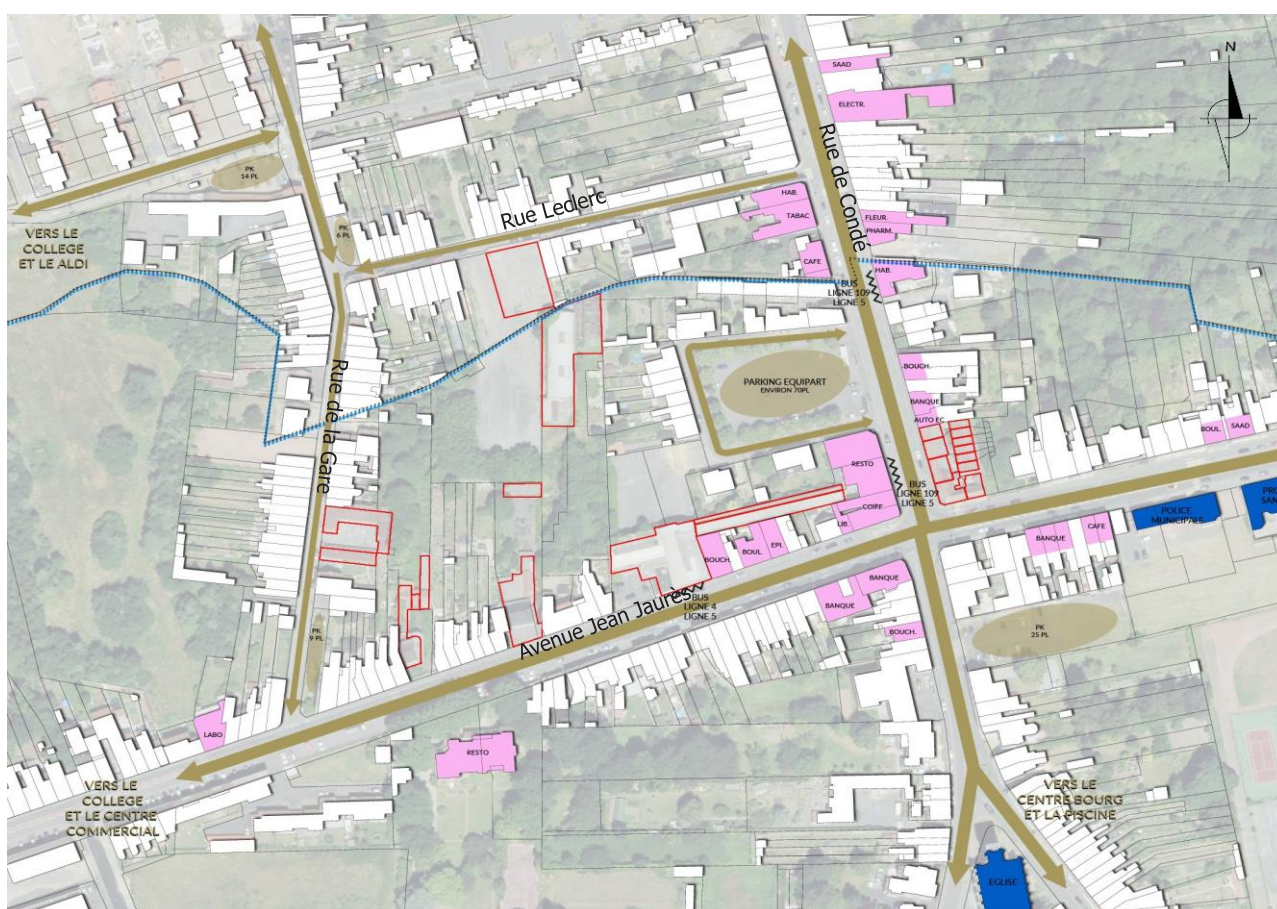 N
SAAD
ELECTR.
Rue de Condé
PK
14 PL
HAB.
TABAC
Rue Leclerc
FLEUR.
PHARM.
PK
6 PL
VERS LE
COLLEGE
ET LE ALDI
CAFE
HAB.
BUS
LIGNE 109
LIGNE 5
Rue de la Gare
BOUCH.
PARKING EQUIPART
ENVIRON 70PL
BANQUE
AUTO EC.
BOUL.
SAAD
RESTO
BUS
LIGNE 109
LIGNE 5
COIFF.
LIB.
POLICE
MUNICIPALE
CAFE
BANQUE
EPI.
BOUL.
BOUCH.
BUS
LIGNE 4
LIGNE 5
Avenue Jean Jaurès
BANQUE
BANQUE
BOUCH.
PK
25 PL
PK
9 PL
LABO
RESTO
VERS LE
COLLEGE
ET LE CENTRE
COMMERCIAL
VERS LE
CENTRE BOURG
ET LA PISCINE
EGLISE